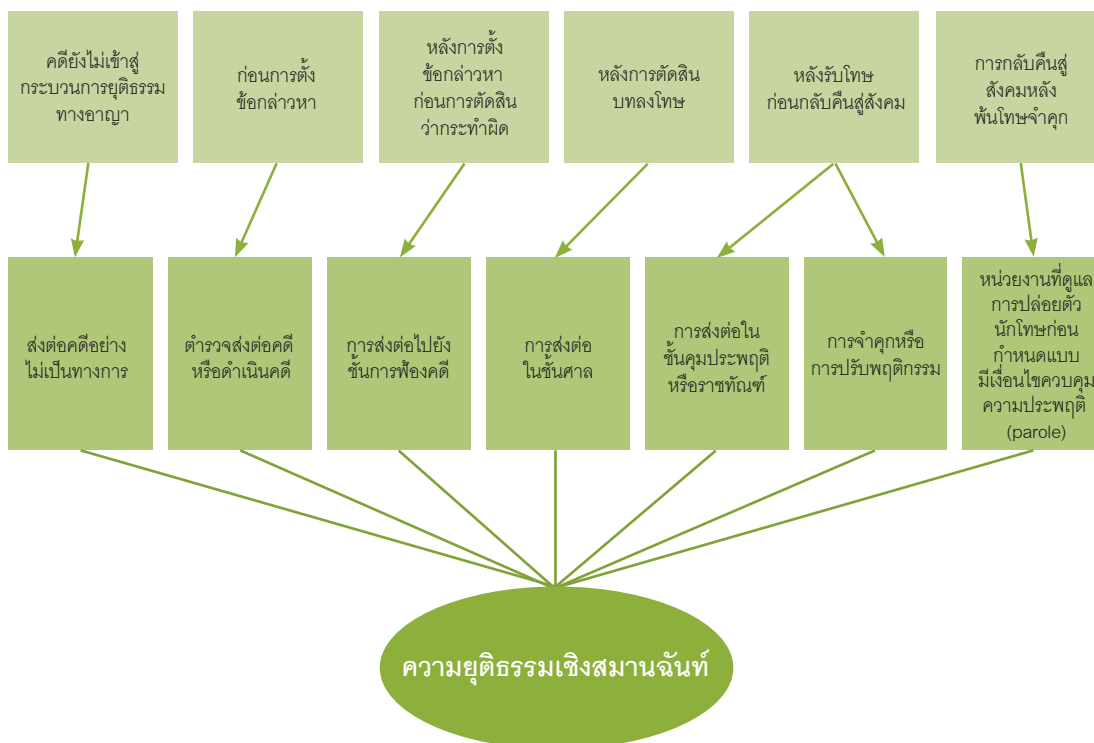 คดียังไม่เข้าสู่
กระบวนการยุติธรรม
ทางอาญา
ก่อนการตั้ง
ข้อกล่าวหา
หลังการตั้ง
ข้อกล่าวหา
ก่อนการตัดสิน
ว่ากระทำผิด
หลังการตัดสิน
บทลงโทษ
หลังรับโทษ
ก่อนกลับคืนสู่สังคม
การกลับคืนสู่
สังคมหลัง
พ้นโทษจำคุก
ส่งต่อคดีอย่าง
ไม่เป็นทางการ
ตำรวจส่งต่อคดี
หรือดำเนินคดี
การส่งต่อไปยัง
ชั้นการฟ้องคดี
การส่งต่อ
ในชั้นศาล
การส่งต่อใน
ชั้นคุมประพฤติ
หรือราชทัณฑ์
การจำคุกหรือ
การปรับพฤติกรรม
หน่วยงานที่ดูแล
การปล่อยตัว
นักโทษก่อน
กำหนดแบบ
มีเงื่อนไขควบคุม
ความประพฤติ
(parole)
ความยุติธรรมเชิงสมานฉันท์